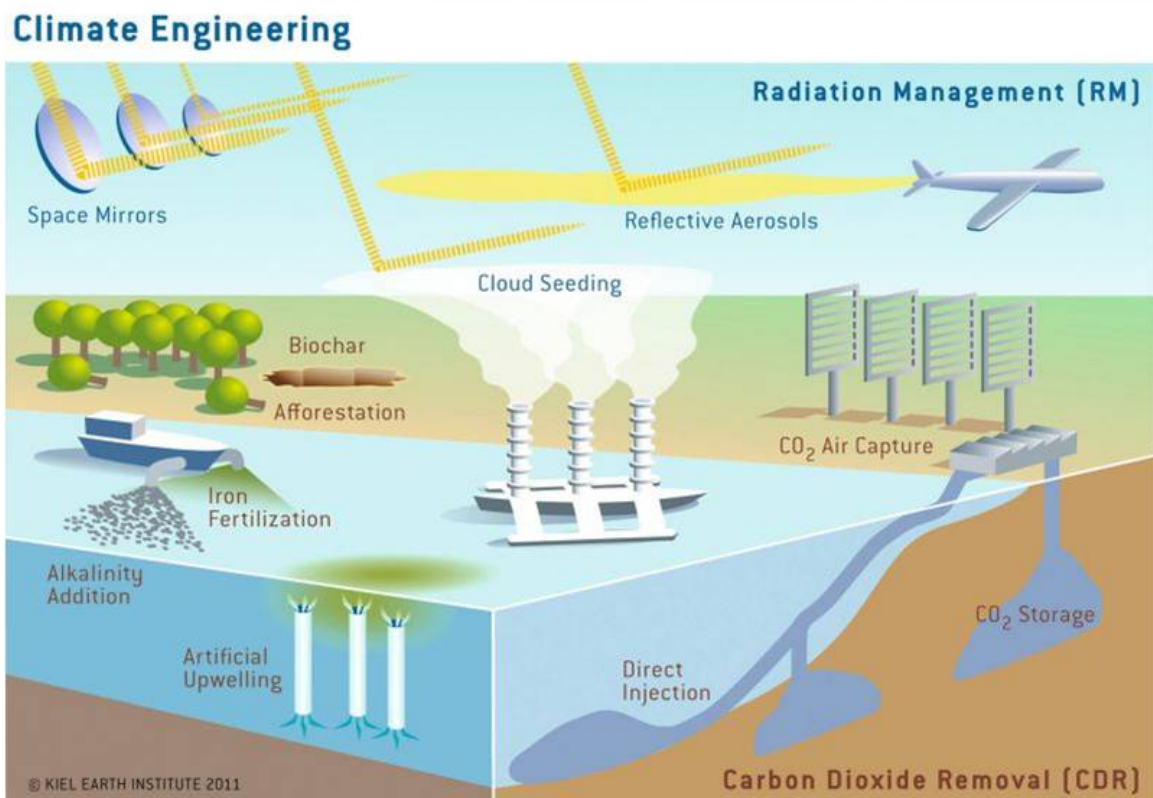 Climate Engineering
Radiation Management (RM)
Space Mirrors
Reflective Aerosols
Cloud Seeding
Biochar
Afforestation
CO₂ Air Capture
Iron
Fertilization
Alkalinity
Addition
CO₂ Storage
Artificial
Upwelling
Direct
Injection
© KIEL EARTH INSTITUTE 2011
Carbon Dioxide Removal (CDR)